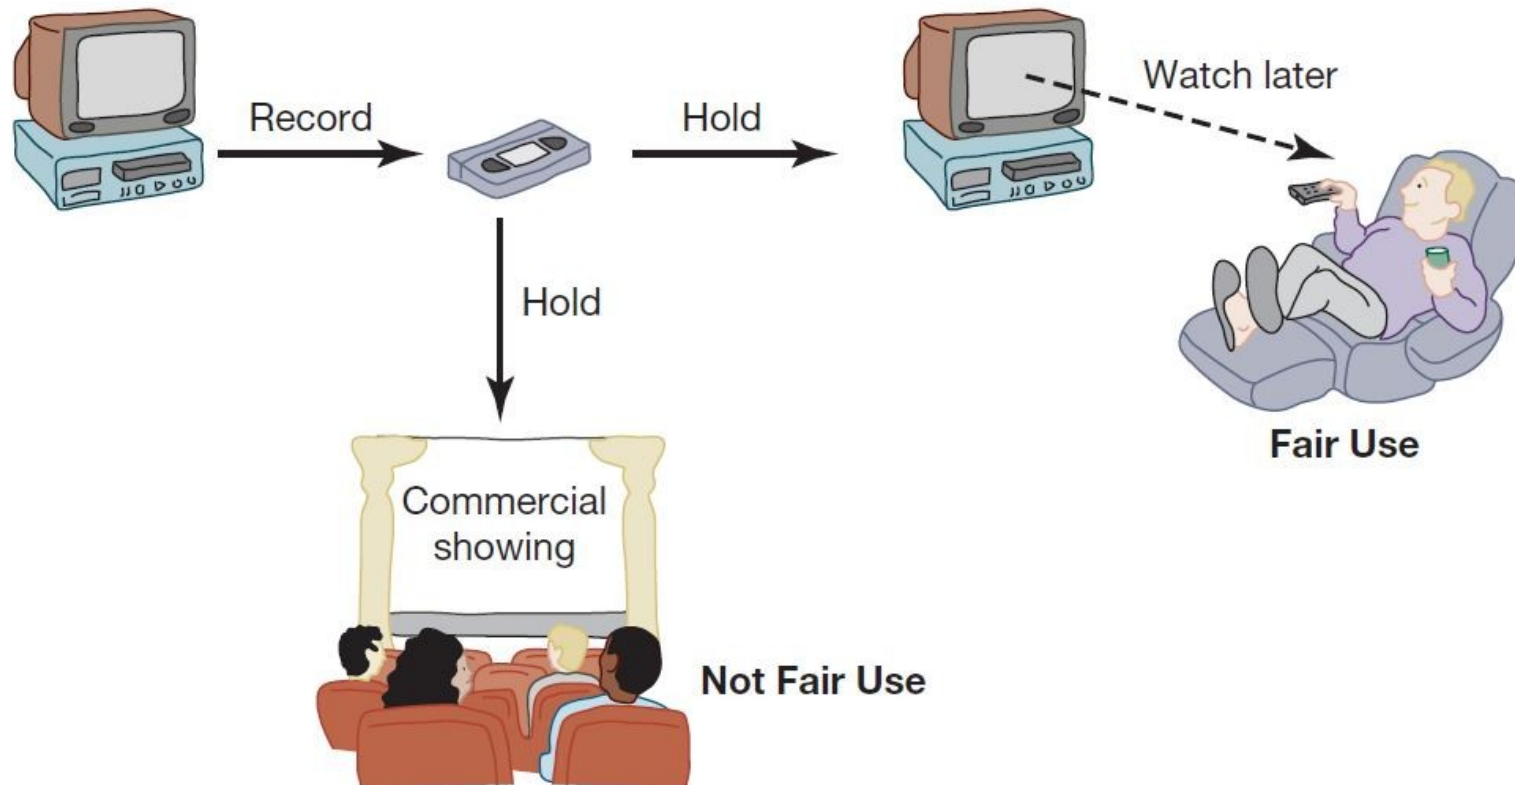 Record
Hold
Watch later
Hold
Fair Use
Commercial
showing
Not Fair Use